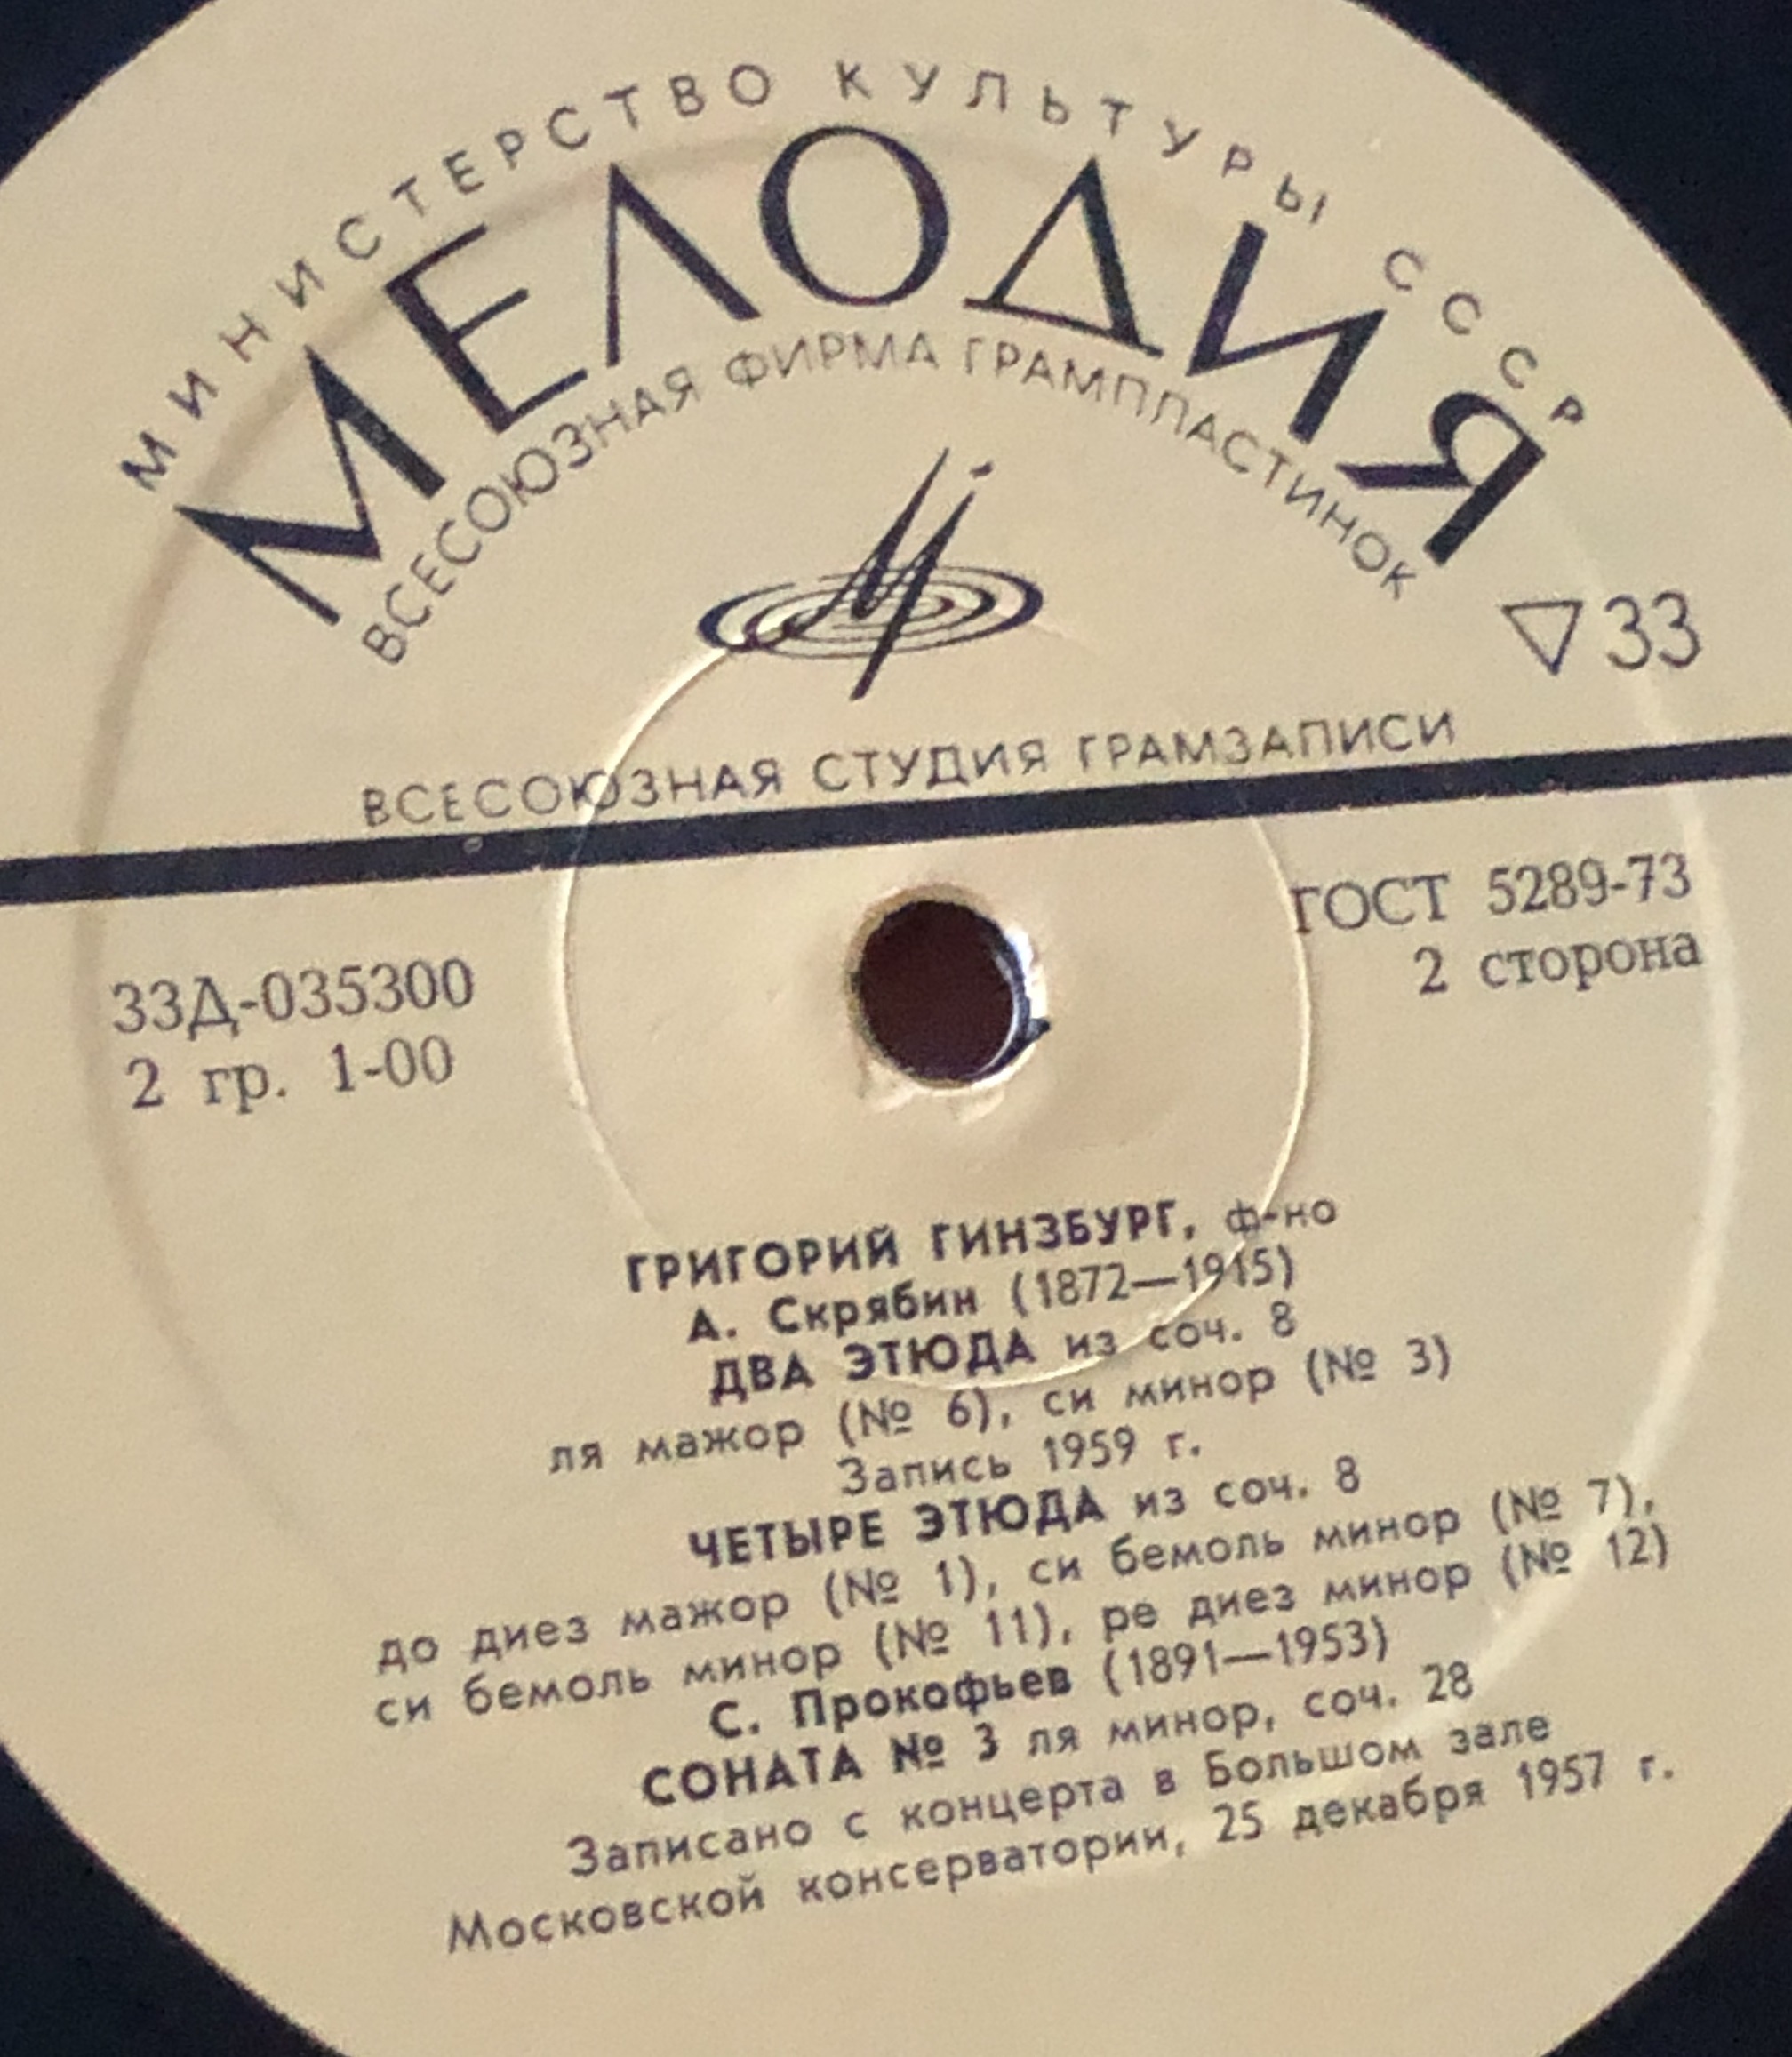 МИНИСТЕРСТВО КУЛЬТУРЫ СССР
МЕЛОДИЯ
ВСЕСОЮЗНАЯ ФИРМА ГРАМПЛАСТИНОК
▽33
ВСЕСОЮЗНАЯ СТУДИЯ ГРАМЗАПИСИ
ГОСТ 5289-73
2 сторона
33Д-035300
2 гр. 1-00
ГРИГОРИЙ ГИНЗБУРГ, ф-но
А. Скрябин (1872—1915)
ДВА ЭТЮДА из соч. 8
ля мажор (№ 6), си минор (№ 3)
Запись 1959 г.
ЧЕТЫРЕ ЭТЮДА из соч. 8
до диез мажор (№ 1), си бемоль минор (№ 7),
си бемоль минор (№ 11), ре диез минор (№ 12)
С. Прокофьев (1891—1953)
СОНАТА № 3 ля минор, соч. 28
Записано с концерта в Большом зале
Московской консерватории, 25 декабря 1957 г.